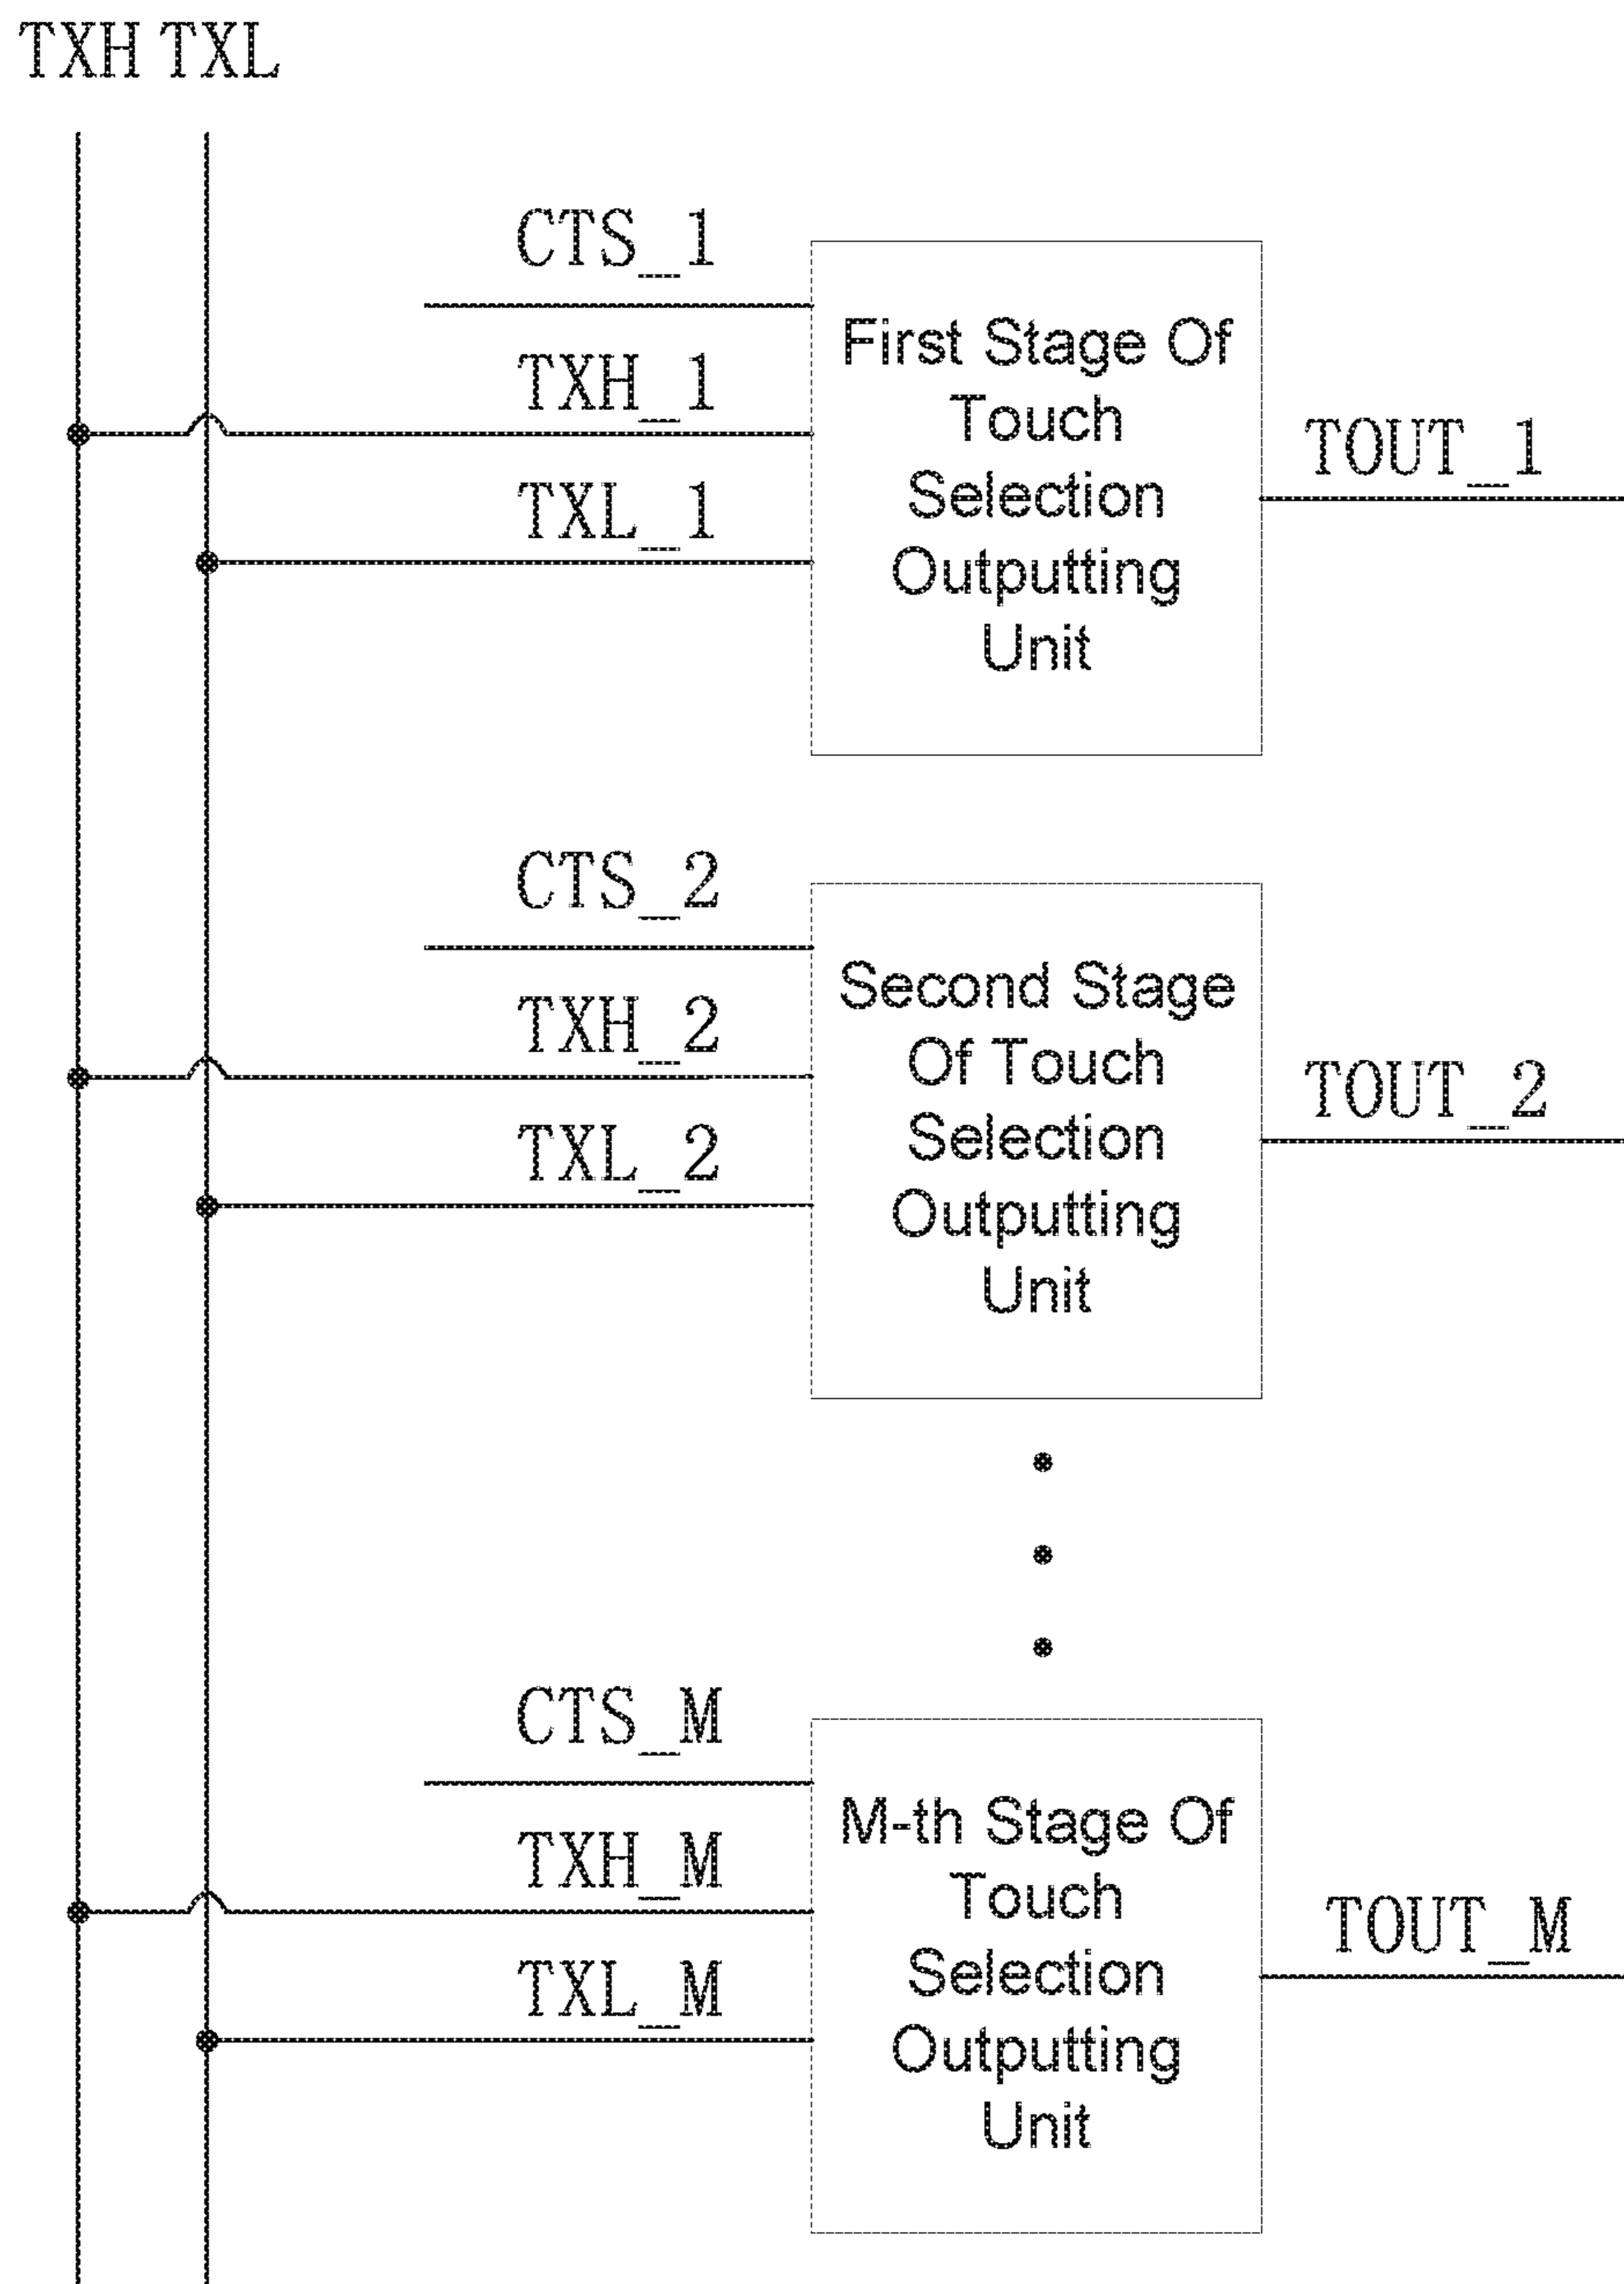 TXH TXL
CTS_1
TXH_1
TXL_1
First Stage Of
Touch
Selection
Outputting
Unit
TOUT_1
CTS_2
TXH_2
TXL_2
Second Stage
Of Touch
Selection
Outputting
Unit
TOUT_2
CTS_M
TXH_M
TXL_M
M-th Stage Of
Touch
Selection
Outputting
Unit
TOUT_M